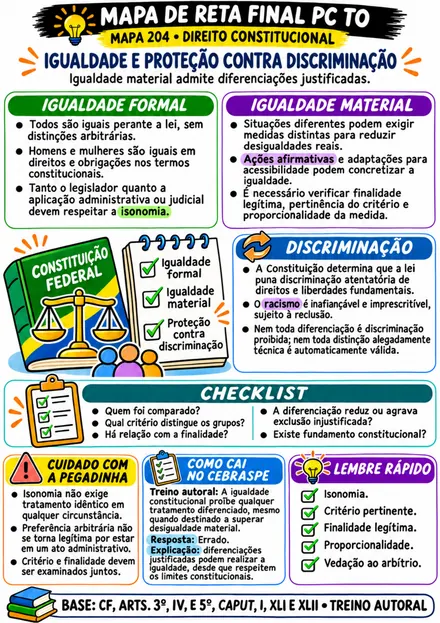 MAPA DE RETA FINAL PC TO
MAPA 204 • DIREITO CONSTITUCIONAL
IGUALDADE E PROTEÇÃO CONTRA DISCRIMINAÇÃO
Igualdade material admite diferenciações justificadas.
IGUALDADE FORMAL
• Todos são iguais perante a lei, sem
distinções arbitrárias.
• Homens e mulheres são iguais em
direitos e obrigações nos termos
constitucionais.
• Tanto o legislador quanto a
aplicação administrativa ou judicial
devem respeitar a isonomia.
IGUALDADE MATERIAL
• Situações diferentes podem exigir
medidas distintas para reduzir
desigualdades reais.
• Ações afirmativas e adaptações para
acessibilidade podem concretizar a
igualdade.
• É necessário verificar finalidade
legítima, pertinência do critério e
proporcionalidade da medida.
CONSTITUIÇÃO
FEDERAL
Igualdade
formal
Igualdade
material
Proteção
contra
discriminação
DISCRIMINAÇÃO
• A Constituição determina que a lei
puna discriminação atentatória de
direitos e liberdades fundamentais.
• O racismo é inafiançável e imprescritível,
sujeito à reclusão.
• Nem toda diferenciação é discriminação
proibida; nem toda distinção alegadamente
técnica é automaticamente válida.
CHECKLIST
• Quem foi comparado?
• Qual critério distingue os grupos?
• Há relação com a finalidade?
• A diferenciação reduz ou agrava
exclusão injustificada?
• Existe fundamento constitucional?
CUIDADO COM
A PEGADINHA
• Isonomia não exige
tratamento idêntico em
qualquer circunstância.
• Preferência arbitrária não
se torna legítima por estar
em um ato administrativo.
• Critério e finalidade devem
ser examinados juntos.
COMO CAI
NO CEBRASPE
Treino autoral: A igualdade
constitucional proíbe qualquer
tratamento diferenciado, mesmo
quando destinado a superar
desigualdade material.
Resposta: Errado.
Explicação: diferenciações
justificadas podem realizar a
igualdade, desde que respeitem
os limites constitucionais.
LEMBRE RÁPIDO
Isonomia.
Critério pertinente.
Finalidade legítima.
Proporcionalidade.
Vedação ao arbítrio.
BASE: CF, ARTS. 3º, IV, E 5º, CAPUT, I, XLI E XLII • TREINO AUTORAL